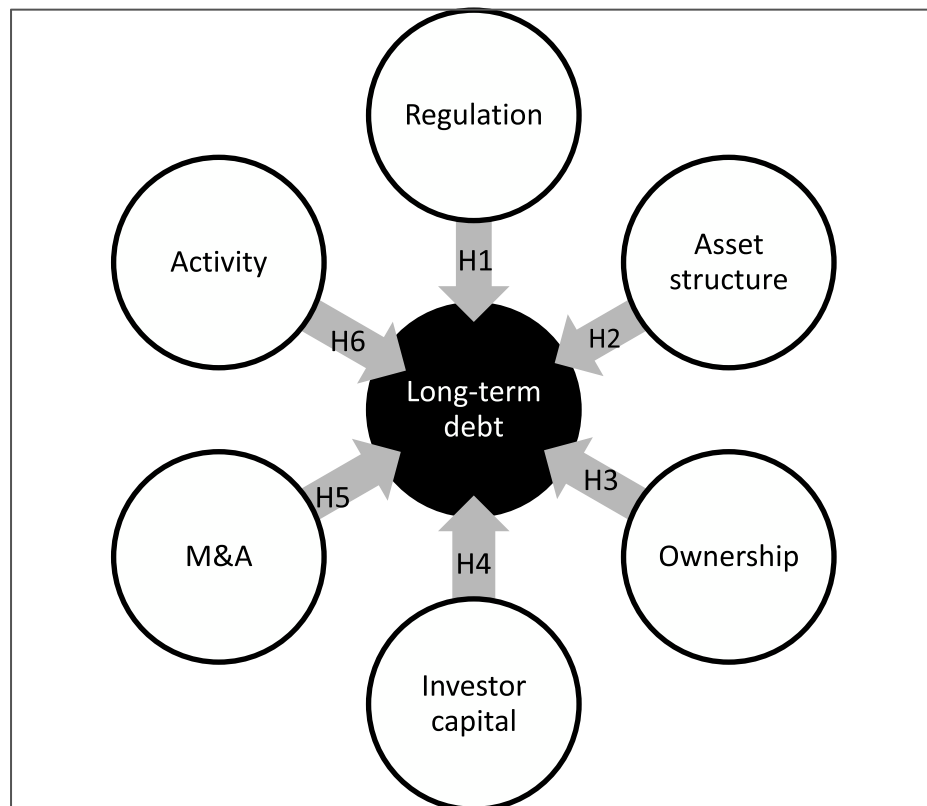 Regulation
H1
Asset
structure
H2
Ownership
H3
Investor
capital
H4
M&A
H5
Activity
H6
Long-term
debt